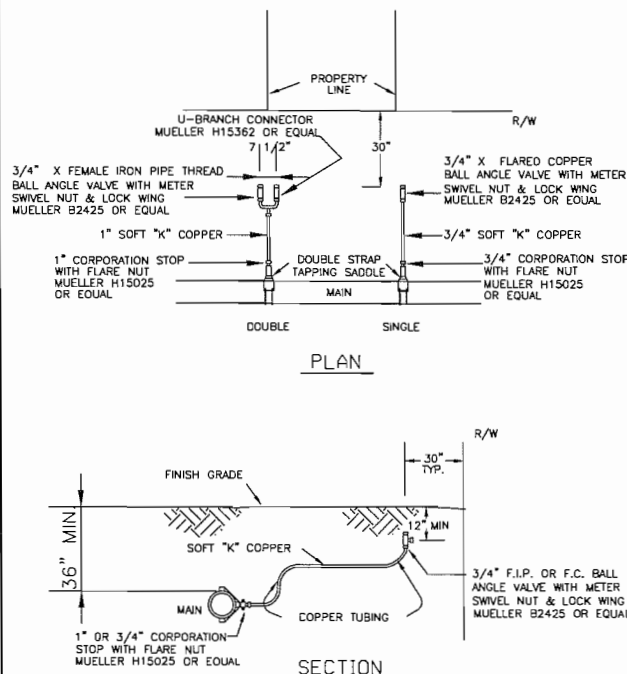 PROPERTY
LINE
U-BRANCH CONNECTOR
MUELLER H15362 OR EQUAL
7 1/2"
R/W
30"
3/4" X FEMALE IRON PIPE THREAD
BALL ANGLE VALVE WITH METER
SWIVEL NUT & LOCK WING
MUELLER B2425 OR EQUAL
3/4" X FLARED COPPER
BALL ANGLE VALVE WITH METER
SWIVEL NUT & LOCK WING
MUELLER B2425 OR EQUAL
1" SOFT "K" COPPER
3/4" SOFT "K" COPPER
1" CORPORATION STOP
WITH FLARE NUT
MUELLER H15025
OR EQUAL
DOUBLE STRAP
TAPPING SADDLE
3/4" CORPORATION STOP
WITH FLARE NUT
MUELLER H15025
OR EQUAL
MAIN
DOUBLE
SINGLE
PLAN
R/W
30"
TYP.
FINISH GRADE
36" MIN.
12" MIN
SOFT "K" COPPER
MAIN
COPPER TUBING
3/4" F.I.P. OR F.C. BALL
ANGLE VALVE WITH METER
SWIVEL NUT & LOCK WING
MUELLER B2425 OR EQUAL
1" OR 3/4" CORPORATION
STOP WITH FLARE NUT
MUELLER H15025 OR EQUAL
SECTION